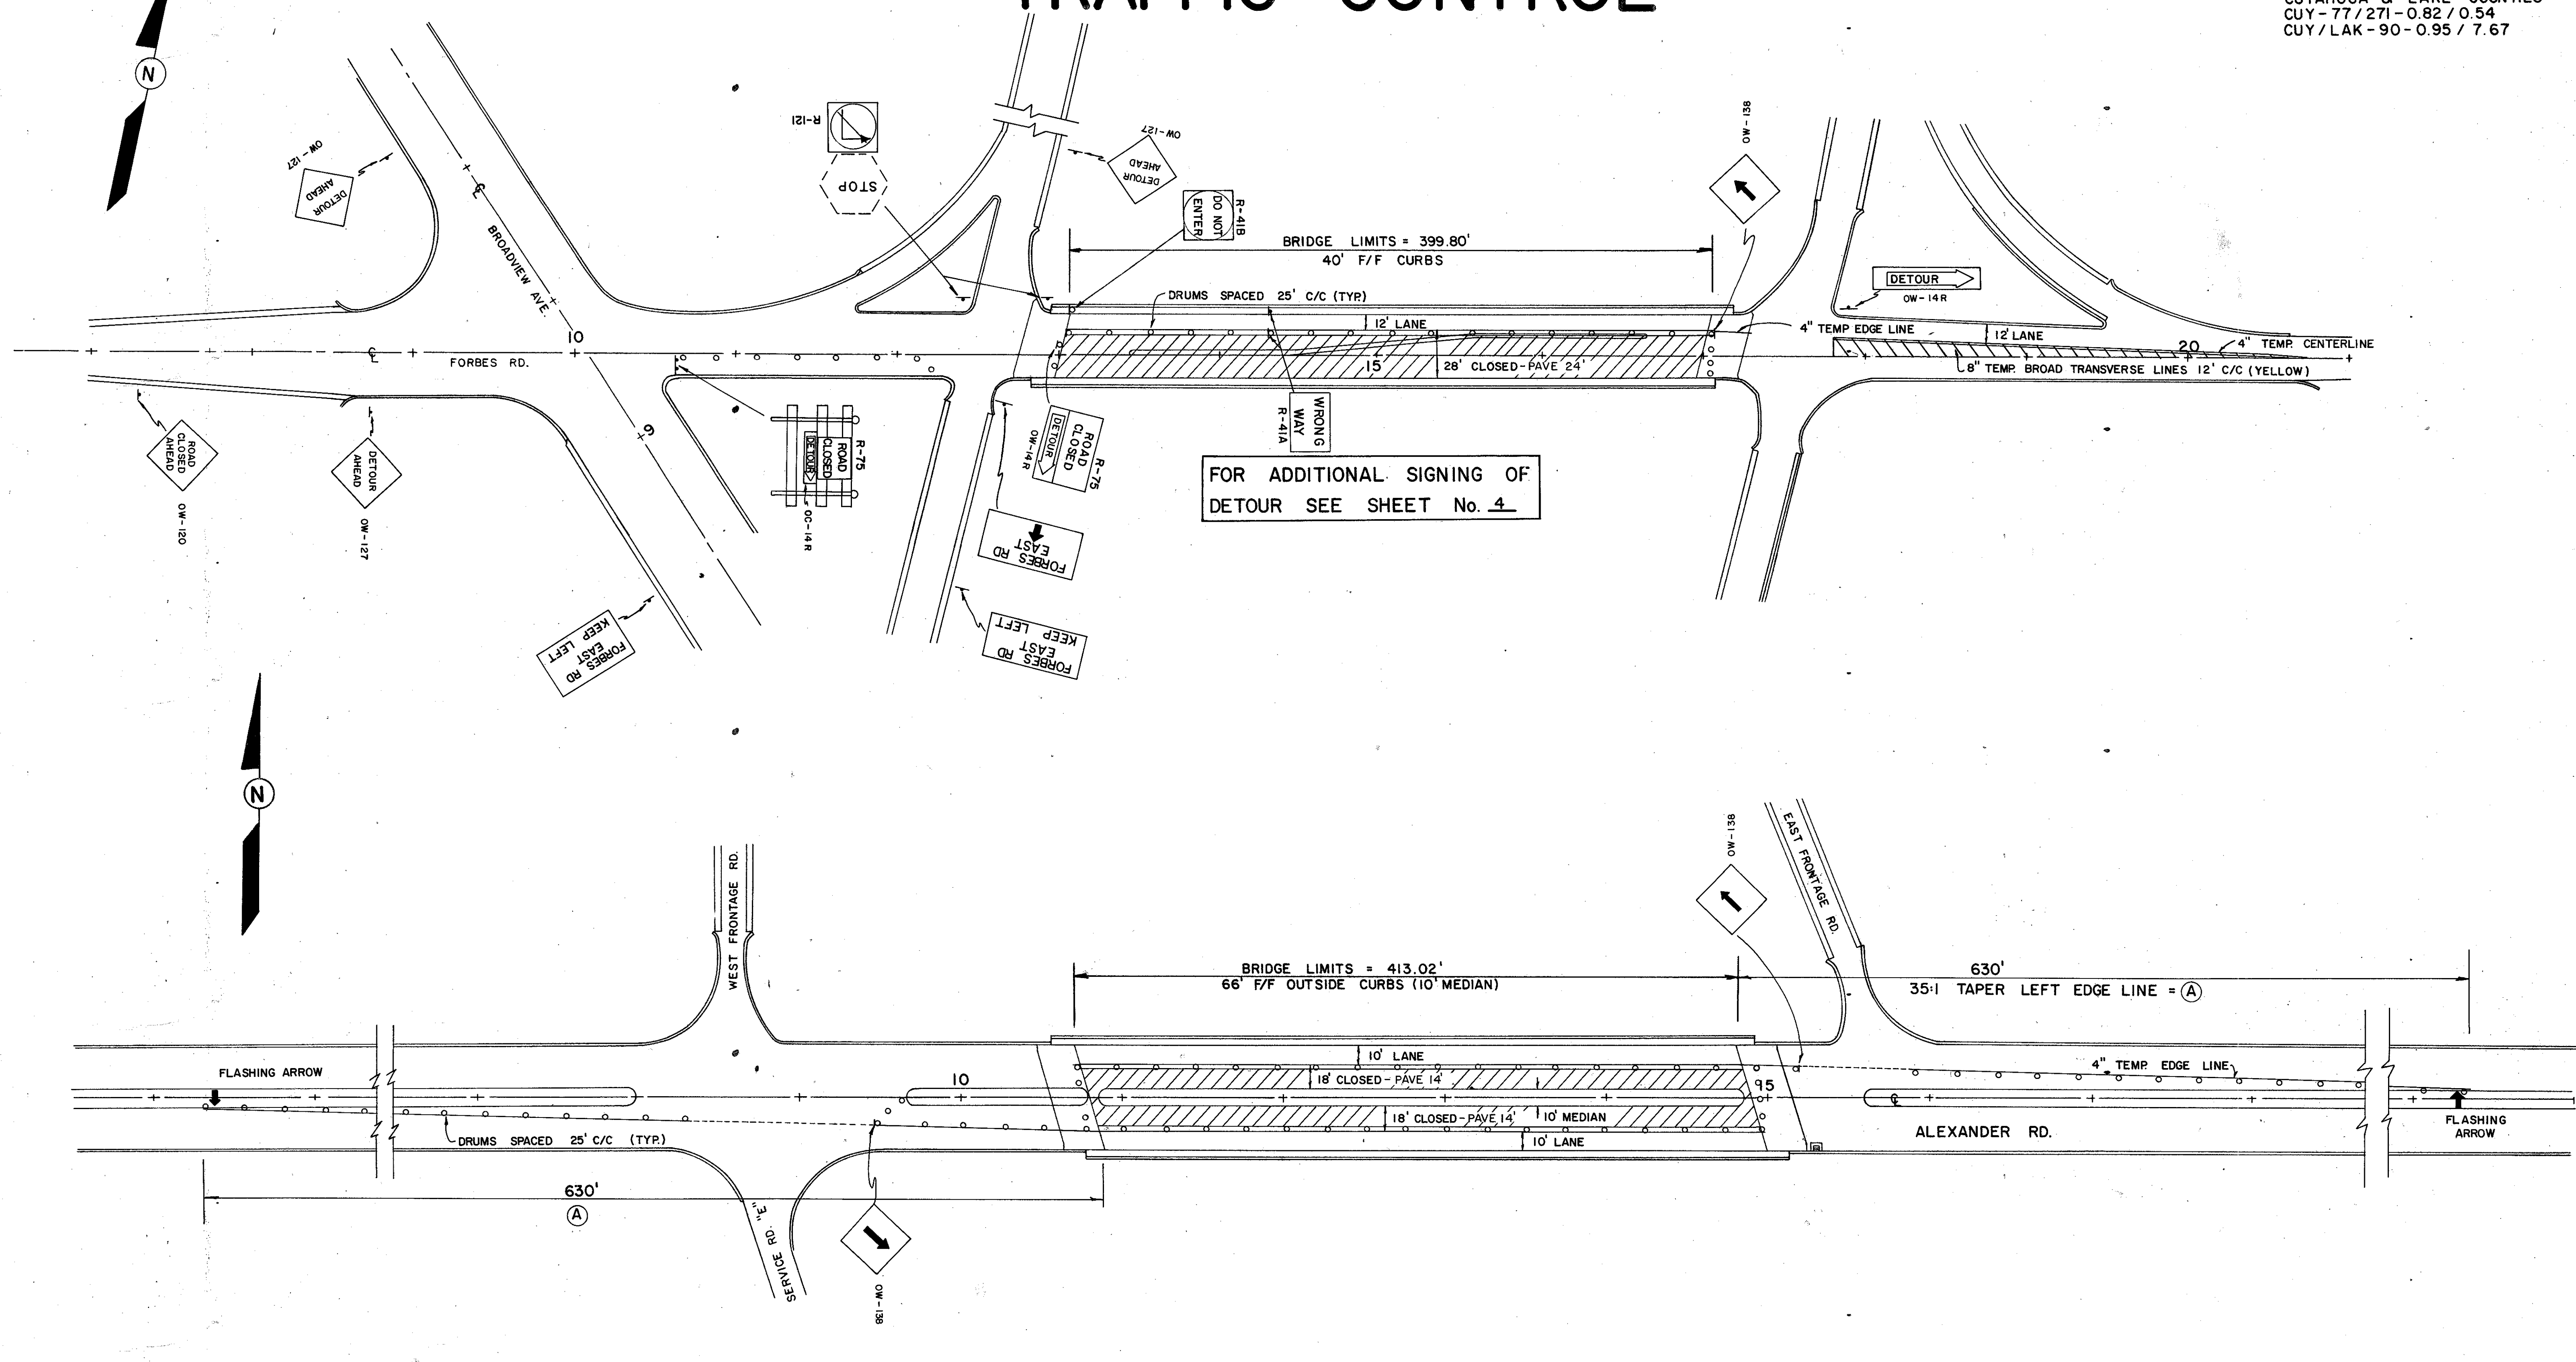 TRAFFIC CONTROL
CUYAHOGA & LAKE COUNTIES
CUY-77/271-0.82/0.54
CUY/LAK-90-0.95/7.67
N
OW-127
DETOUR
AHEAD
BROADVIEW AVE.
R-121
STOP
OW-127
DETOUR
AHEAD
R-41B
DO NOT
ENTER
OW-138
BRIDGE LIMITS = 399.80'
40' F/F CURBS
DRUMS SPACED 25' C/C (TYP.)
12' LANE
4" TEMP EDGE LINE
DETOUR
OW-14R
12' LANE
4" TEMP. CENTERLINE
20
8" TEMP. BROAD TRANSVERSE LINES 12' C/C (YELLOW)
10
FORBES RD.
15
28' CLOSED-PAVE 24'
9
ROAD
CLOSED
AHEAD
OW-120
DETOUR
AHEAD
OW-127
R-75
ROAD
CLOSED
DETOUR
OC-14R
R-75
ROAD
CLOSED
DETOUR
OW-14R
WRONG
WAY
R-41A
FOR ADDITIONAL SIGNING OF
DETOUR SEE SHEET No. 4
FORBES RD
EAST
FORBES RD
EAST
KEEP LEFT
FORBES RD
EAST
KEEP LEFT
N
WEST FRONTAGE RD.
OW-138
EAST FRONTAGE RD.
BRIDGE LIMITS = 413.02'
66' F/F OUTSIDE CURBS (10' MEDIAN)
630'
35:1 TAPER LEFT EDGE LINE = A
FLASHING ARROW
10
10' LANE
18' CLOSED-PAVE 14'
15
4" TEMP. EDGE LINE
18' CLOSED-PAVE 14'
10' MEDIAN
10' LANE
DRUMS SPACED 25' C/C (TYP.)
ALEXANDER RD.
FLASHING
ARROW
630'
A
SERVICE RD. "E"
OW-138